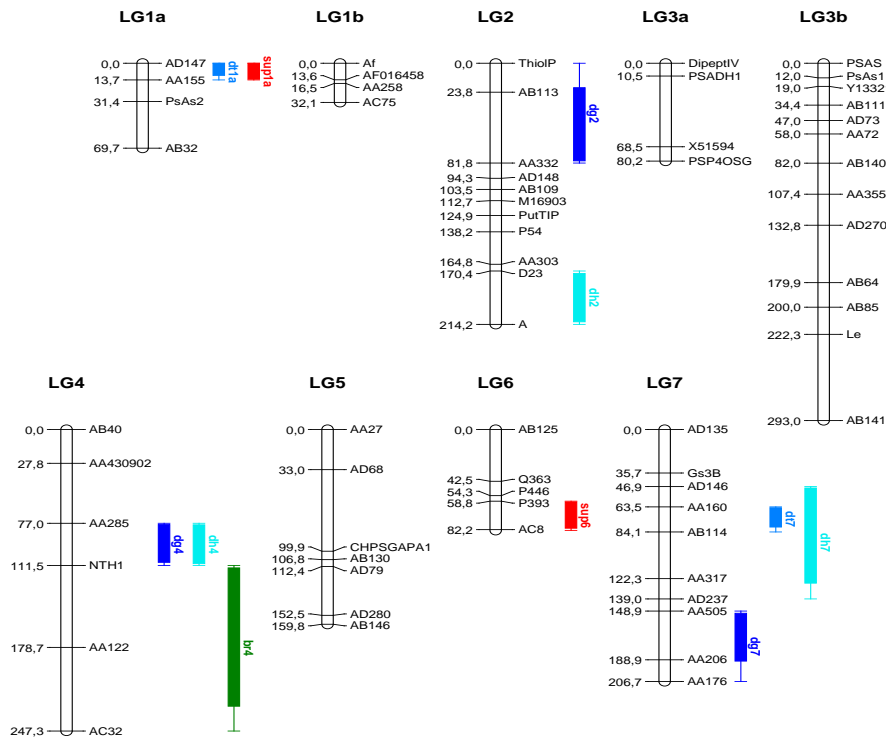 LG1a
0,0 AD147
13,7 AA155
31,4 PsAs2
69,7 AB32
dt1a
sup1a
LG1b
0,0 Af
13,6 AF016458
16,5 AA258
32,1 AC75
LG2
0,0 ThiolP
23,8 AB113
81,8 AA332
94,3 AD148
103,5 AB109
112,7 M16903
124,9 PutTIP
138,2 P54
164,8 AA303
170,4 D23
214,2 A
dg2
dh2
LG3a
0,0 DipeptIV
10,5 PSADH1
68,5 X51594
80,2 PSP4OSG
LG3b
0,0 PSAS
12,0 PsAs1
19,0 Y1332
34,4 AB111
47,0 AD73
58,0 AA72
82,0 AB140
107,4 AA355
132,8 AD270
179,9 AB64
200,0 AB85
222,3 Le
293,0 AB141
LG4
0,0 AB40
27,8 AA430902
77,0 AA285
111,5 NTH1
178,7 AA122
247,3 AC32
dg4
dh4
br4
LG5
0,0 AA27
33,0 AD68
99,9 CHPSGAPA1
106,8 AB130
112,4 AD79
152,5 AD280
159,8 AB146
LG6
0,0 AB125
42,5 Q363
54,3 P446
58,8 P393
82,2 AC8
sup6
LG7
0,0 AD135
35,7 Gs3B
46,9 AD146
63,5 AA160
84,1 AB114
122,3 AA317
139,0 AD237
148,9 AA505
188,9 AA206
206,7 AA176
dg7
dt7
dh7